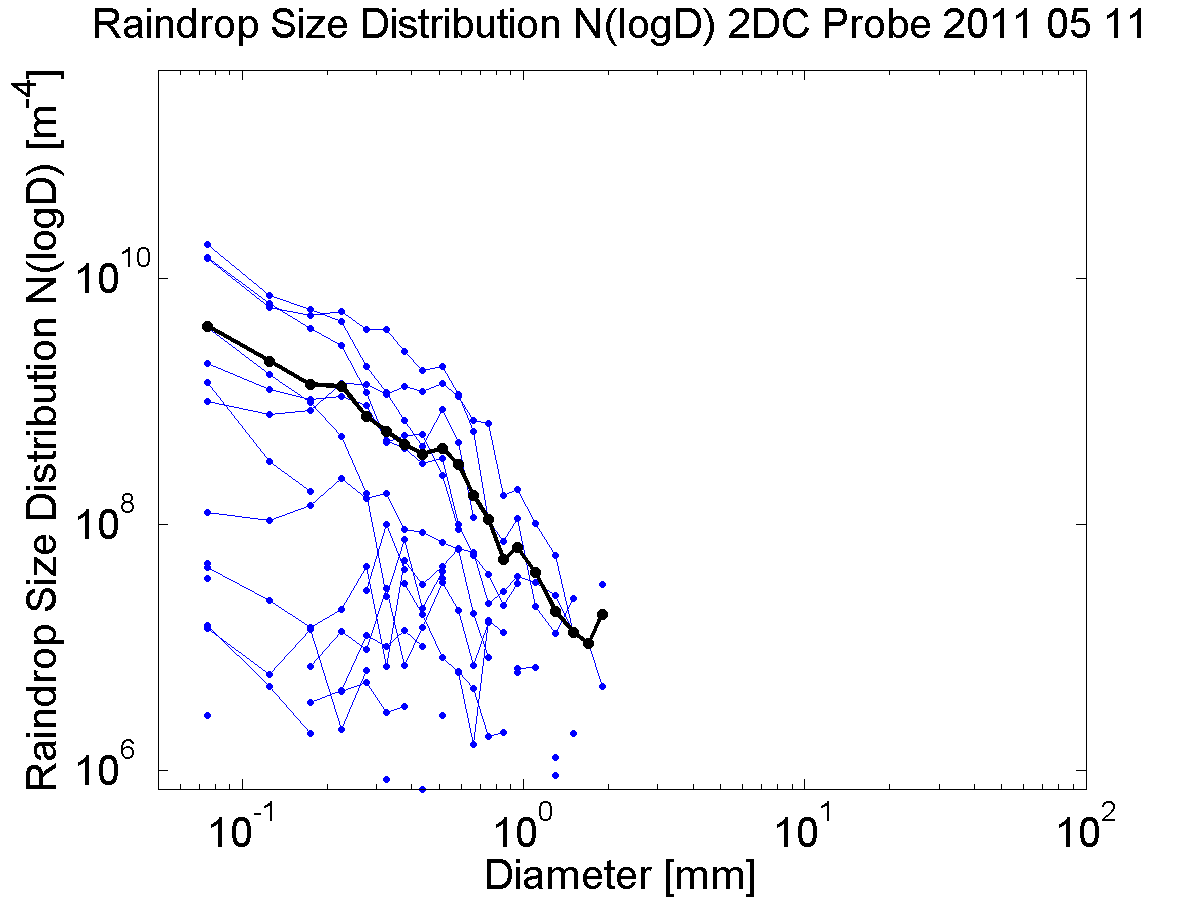 Raindrop Size Distribution N(logD) 2DC Probe 2011 05 11
Raindrop Size Distribution N(logD) [m⁻⁴]
10¹⁰
10⁸
10⁶
10⁻¹ 10⁰ 10¹ 10²
Diameter [mm]